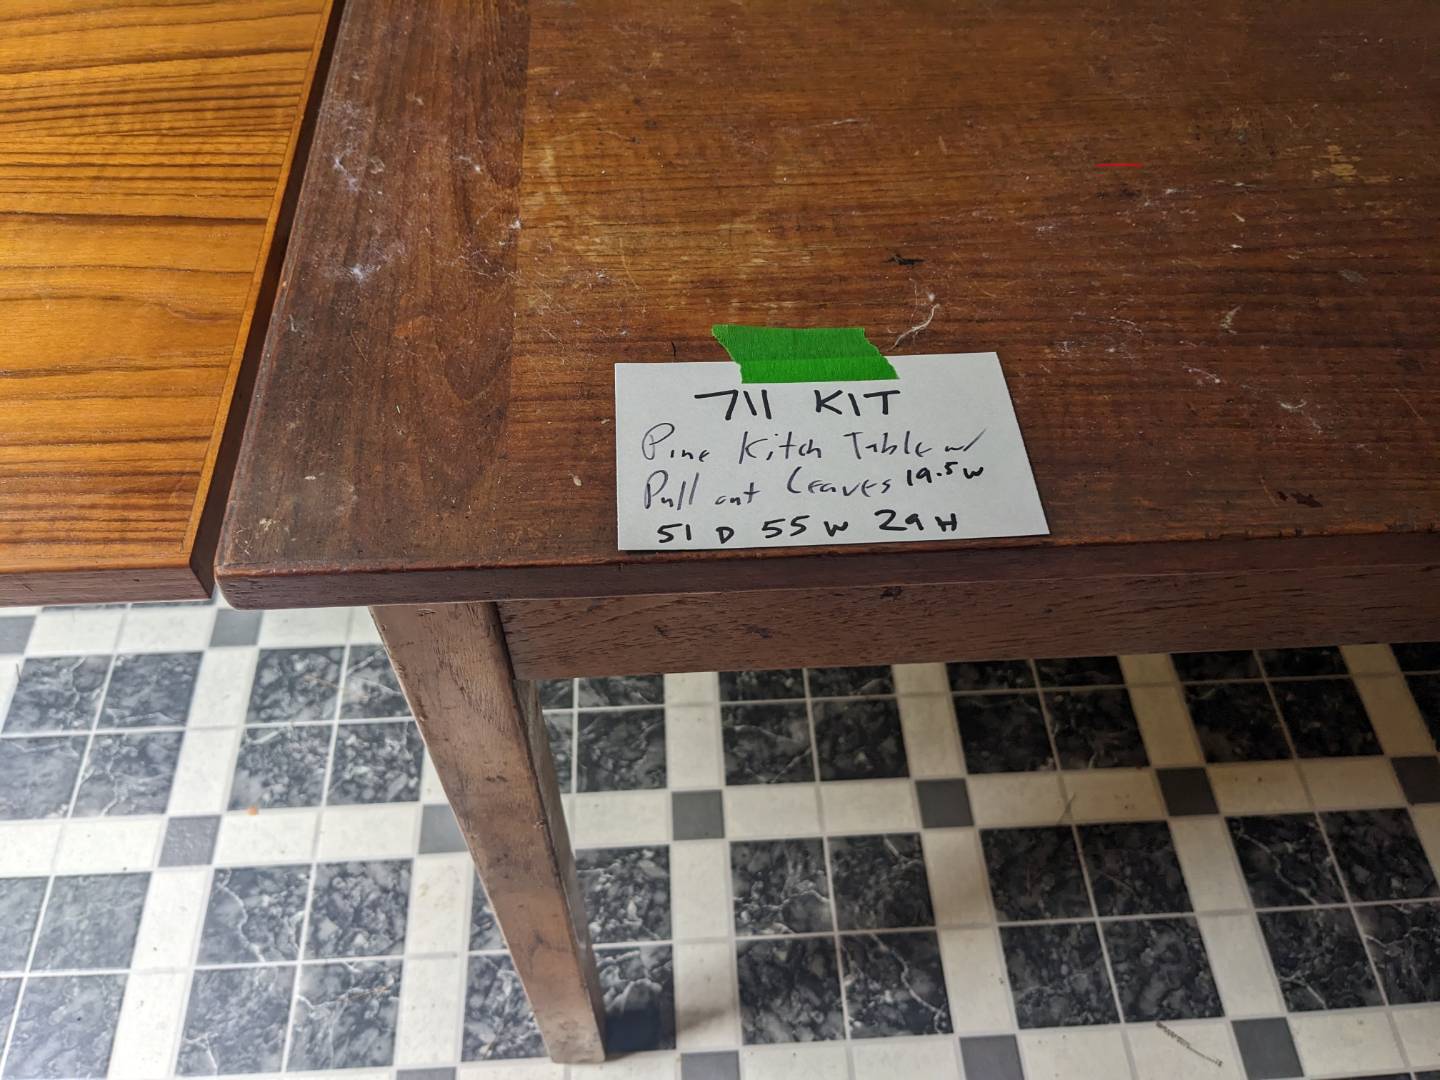 711 KIT
Pine Kitch Table w/
Pull out Leaves 19.5 W
51 D 55 W 29 H